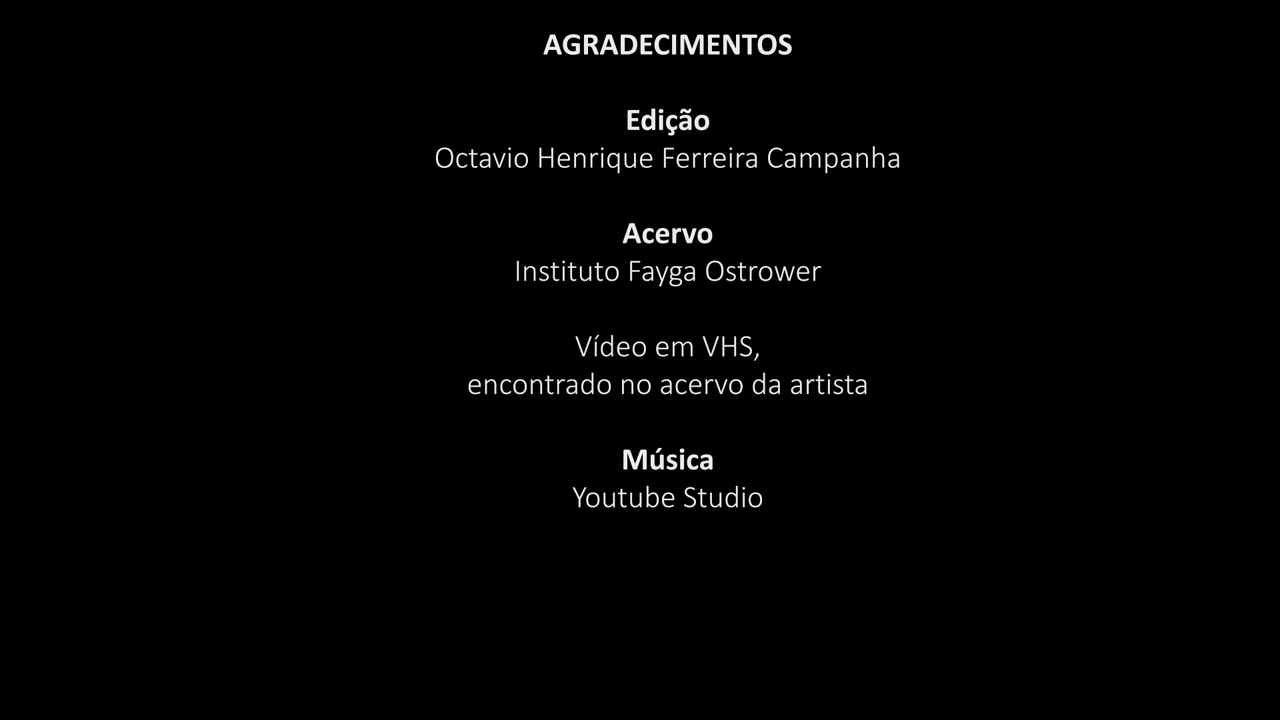 AGRADECIMENTOS
Edição
Octavio Henrique Ferreira Campanha
Acervo
Instituto Fayga Ostrower
Vídeo em VHS,
encontrado no acervo da artista
Música
Youtube Studio